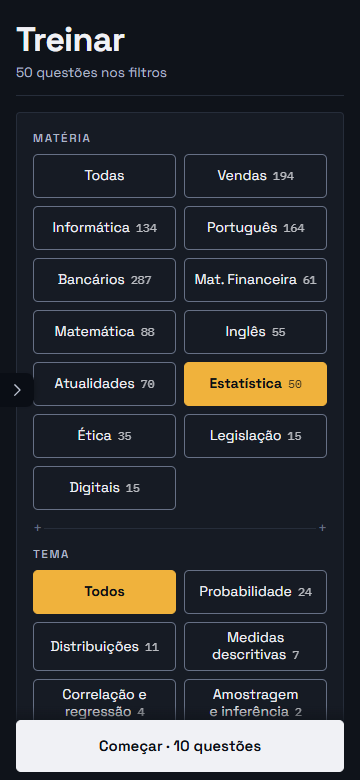 Treinar
50 questões nos filtros
MATÉRIA
Todas
Vendas 194
Informática 134
Português 164
Bancários 287
Mat. Financeira 61
Matemática 88
Inglês 55
Atualidades 70
Estatística 50
Ética 35
Legislação 15
Digitais 15
TEMA
Todos
Probabilidade 24
Distribuições 11
Medidas
descritivas 7
Correlação e
regressão 4
Amostragem
e inferência 2
Começar · 10 questões